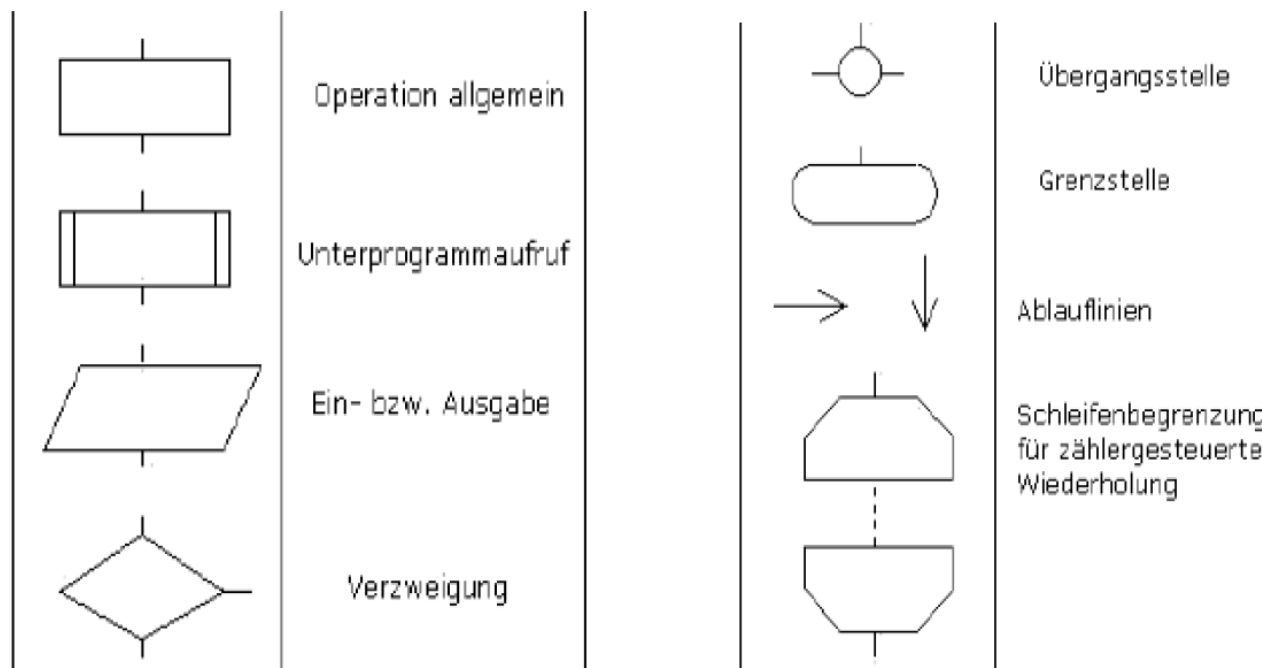 Operation allgemein
Unterprogrammaufruf
Ein- bzw. Ausgabe
Verzweigung
Übergangsstelle
Grenzstelle
Ablauflinien
Schleifenbegrenzung
für zählergesteuerte
Wiederholung